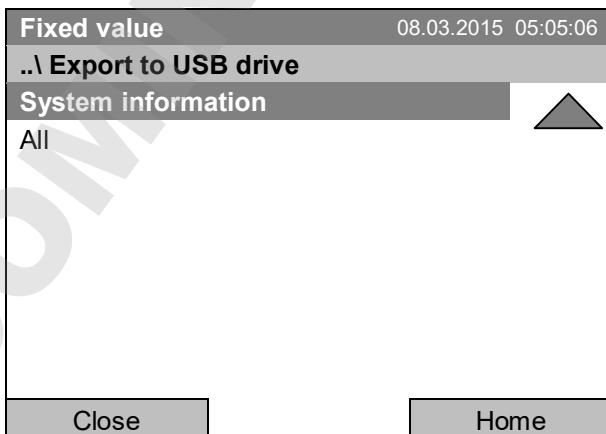 Fixed value 08.03.2015 05:05:06
..\ Export to USB drive
System information
All
Close Home